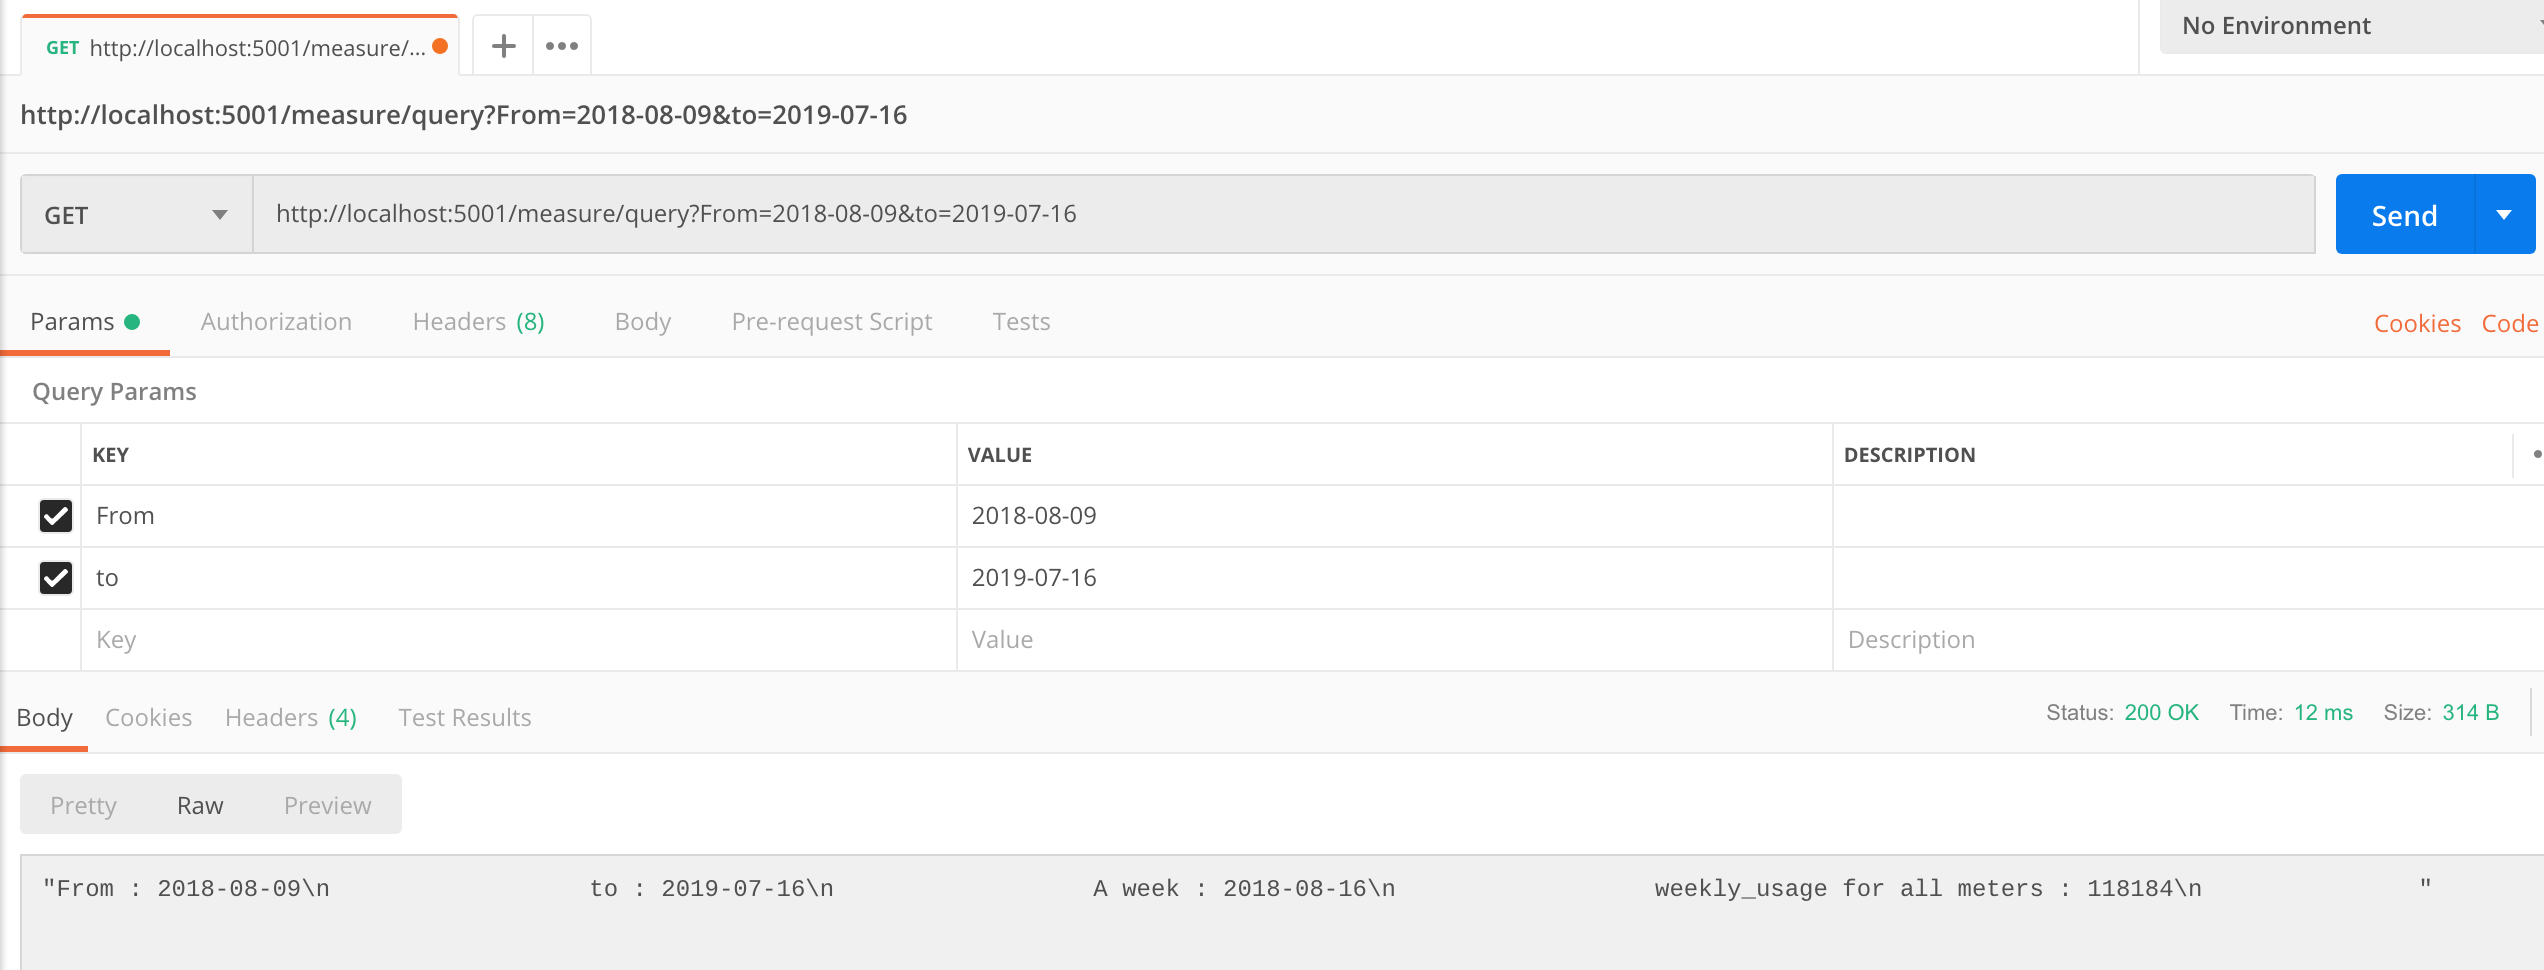 GET http://localhost:5001/measure/...
No Environment
http://localhost:5001/measure/query?From=2018-08-09&to=2019-07-16
GET http://localhost:5001/measure/query?From=2018-08-09&to=2019-07-16 Send
Params Authorization Headers (8) Body Pre-request Script Tests Cookies Code
Query Params
KEY VALUE DESCRIPTION
From 2018-08-09
to 2019-07-16
Key Value Description
Body Cookies Headers (4) Test Results Status: 200 OK Time: 12 ms Size: 314 B
Pretty Raw Preview
"From : 2018-08-09\n                  to : 2019-07-16\n                  A week : 2018-08-16\n                  weekly_usage for all meters : 118184\n               "